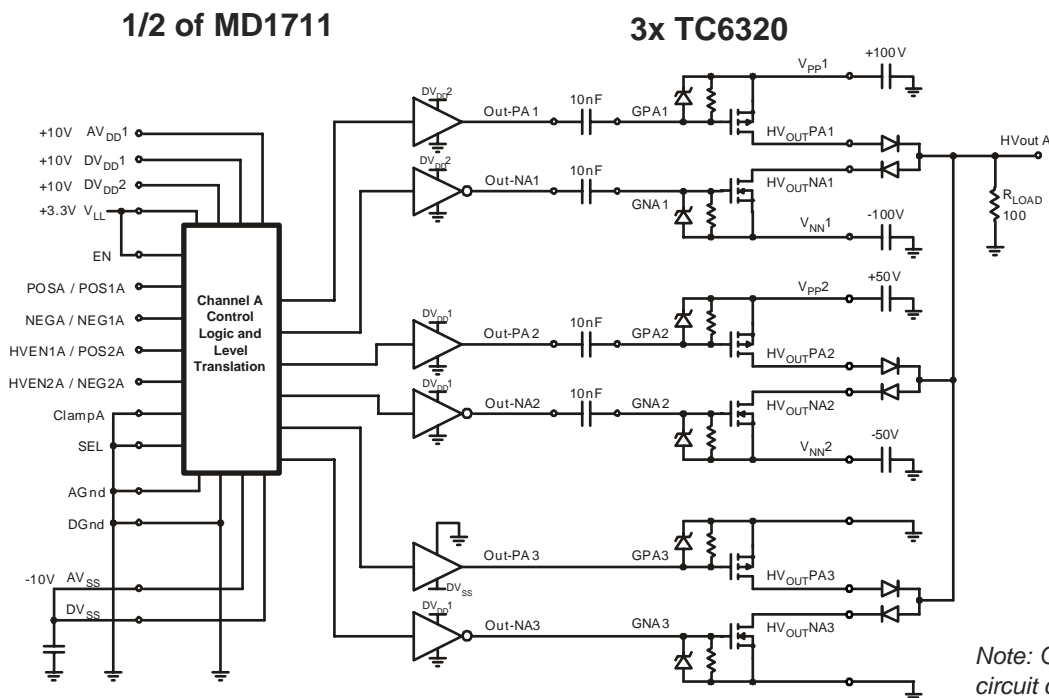 1/2 of MD1711
3x TC6320
+10V AVDD1
+10V DVDD1
+10V DVDD2
+3.3V VLL
EN
POSA / POS1A
NEGA / NEG1A
HVEN1A / POS2A
HVEN2A / NEG2A
ClampA
SEL
AGnd
DGnd
-10V AVSS
DVSS
Channel A
Control
Logic and
Level
Translation
DVDD2
Out-PA1
10nF
GPA1
VPP1
+100V
HVOUTPA1
DVDD2
Out-NA1
10nF
GNA1
HVOUTNA1
VNN1
-100V
HVout A
RLOAD
100
DVDD1
Out-PA2
10nF
GPA2
VPP2
+50V
HVOUTPA2
DVDD1
Out-NA2
10nF
GNA2
HVOUTNA2
VNN2
-50V
Out-PA3
DVSS
GPA3
HVOUTPA3
DVDD1
Out-NA3
GNA3
HVOUTNA3
Note:
circuit